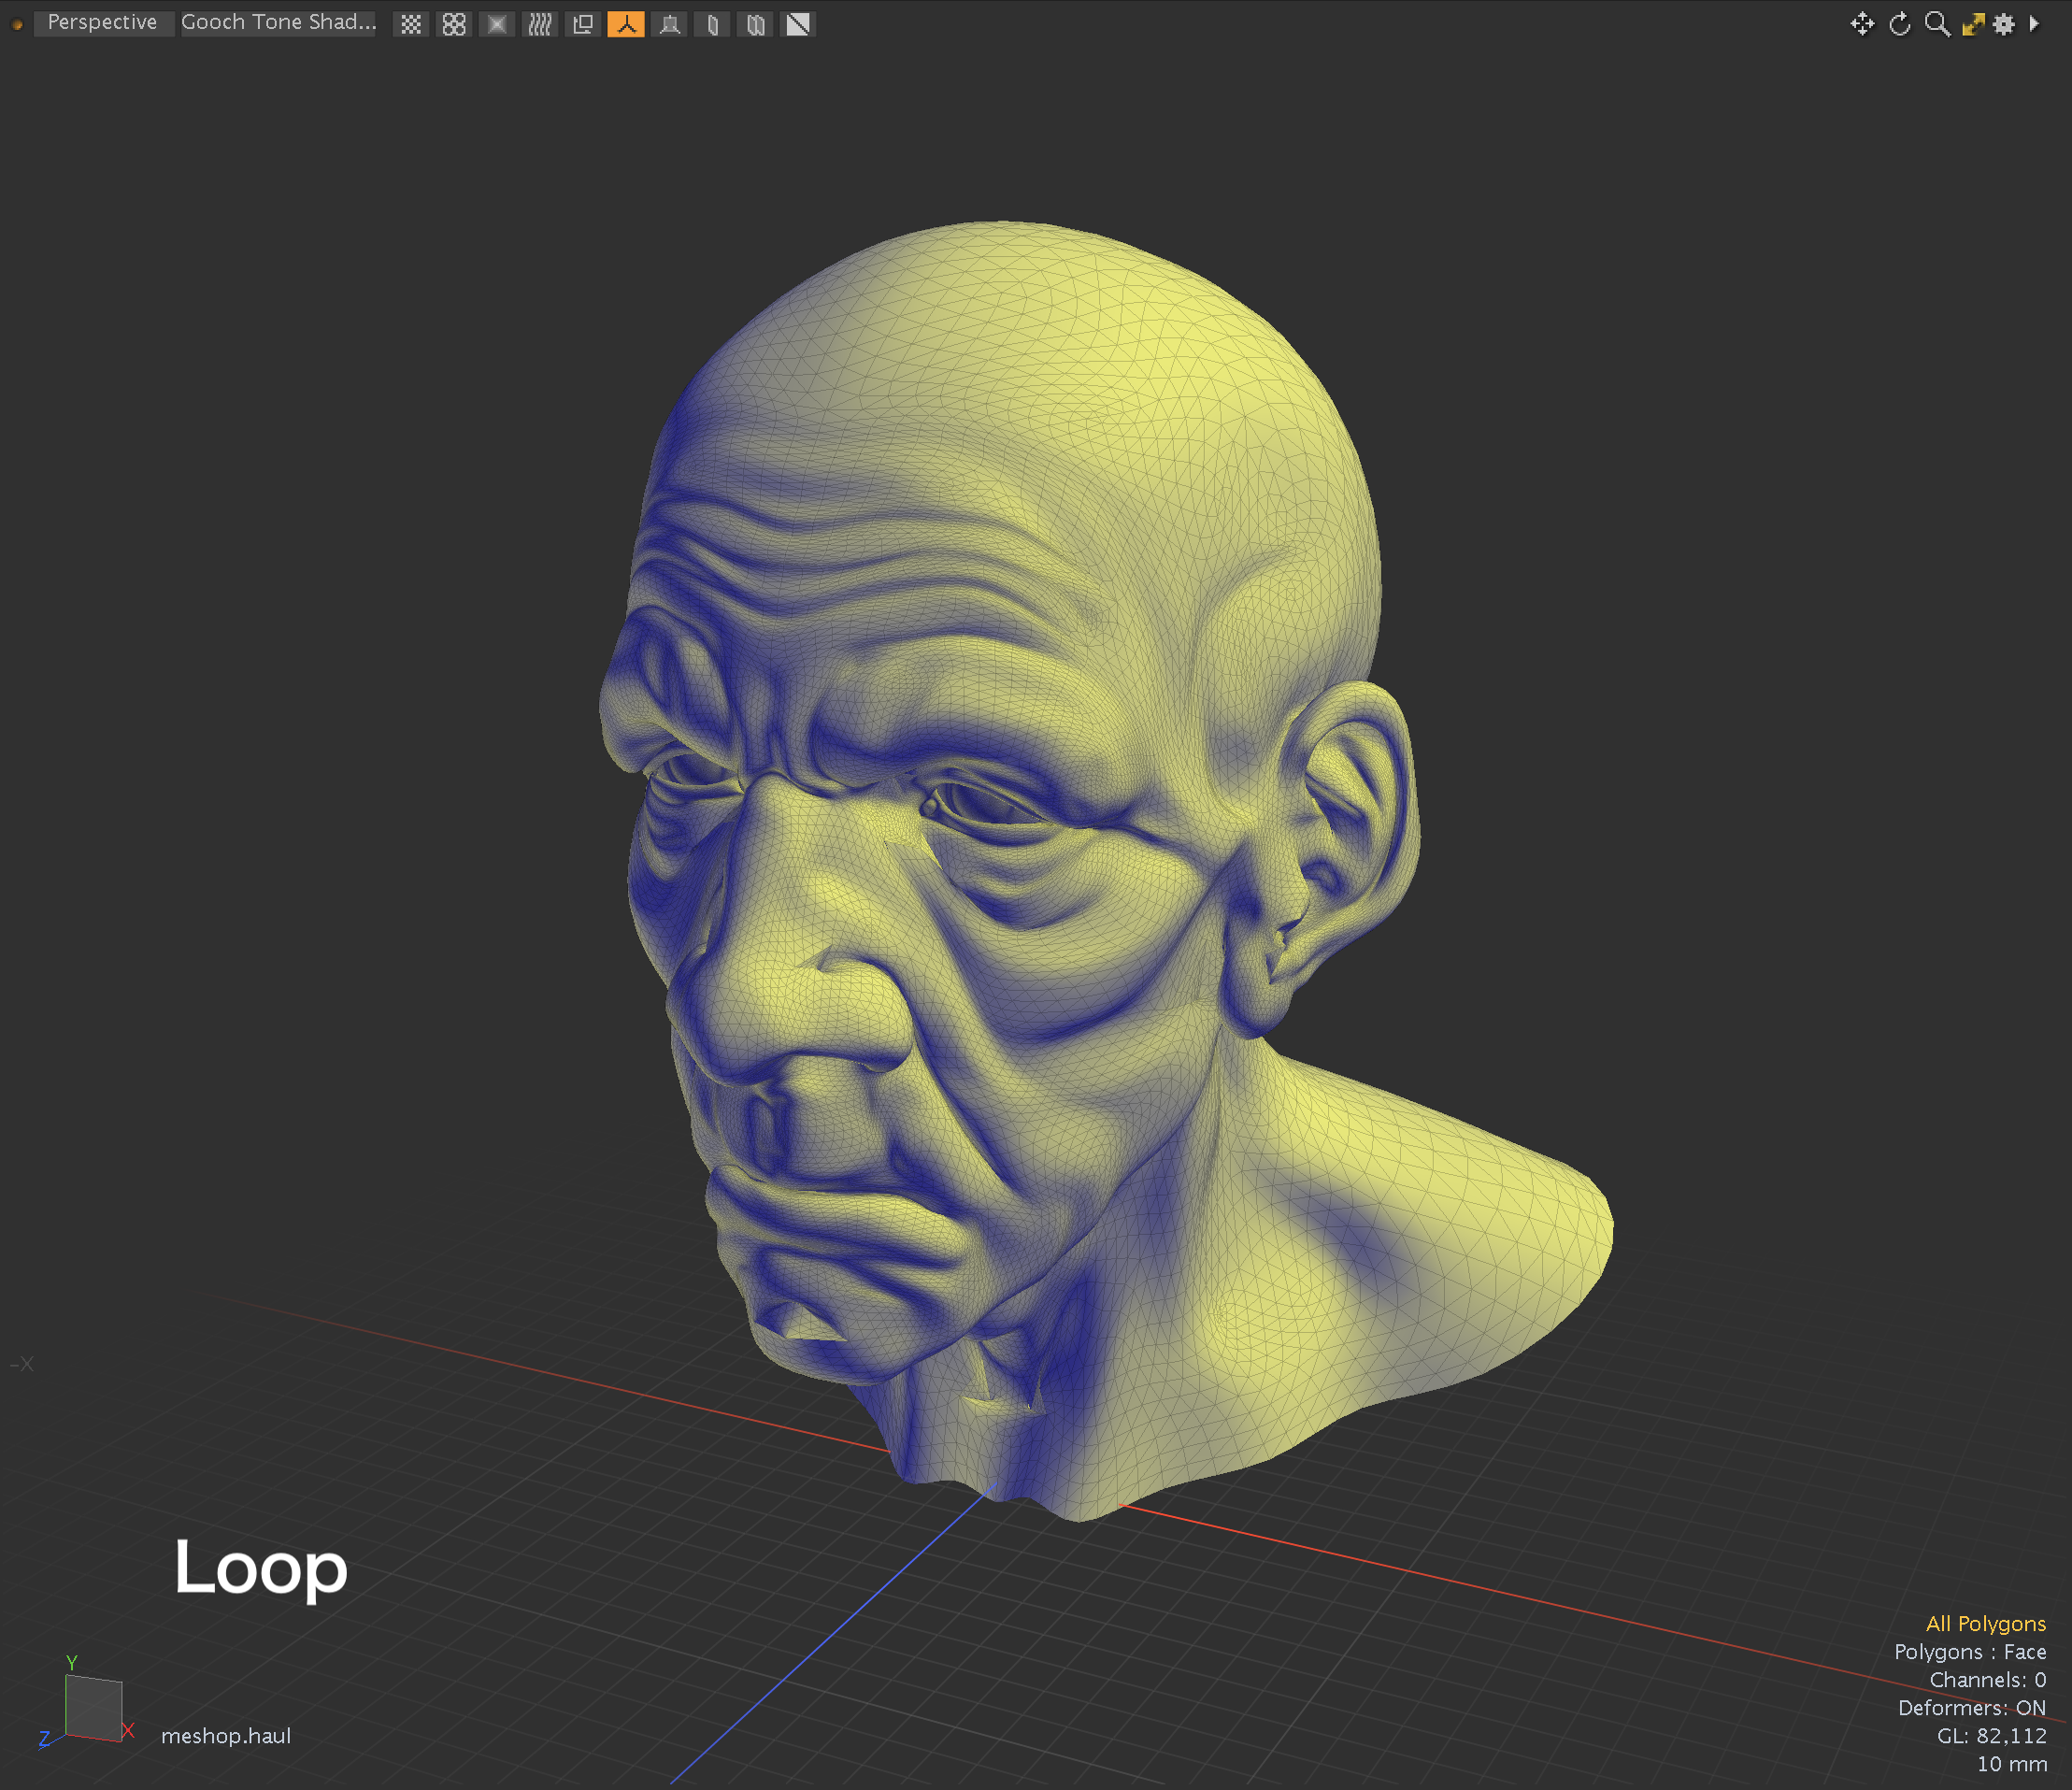 Perspective
Gooch Tone Shad...
-X
Loop
Y
Z
X
meshop.haul
All Polygons
Polygons : Face
Channels: 0
Deformers: ON
GL: 82,112
10 mm